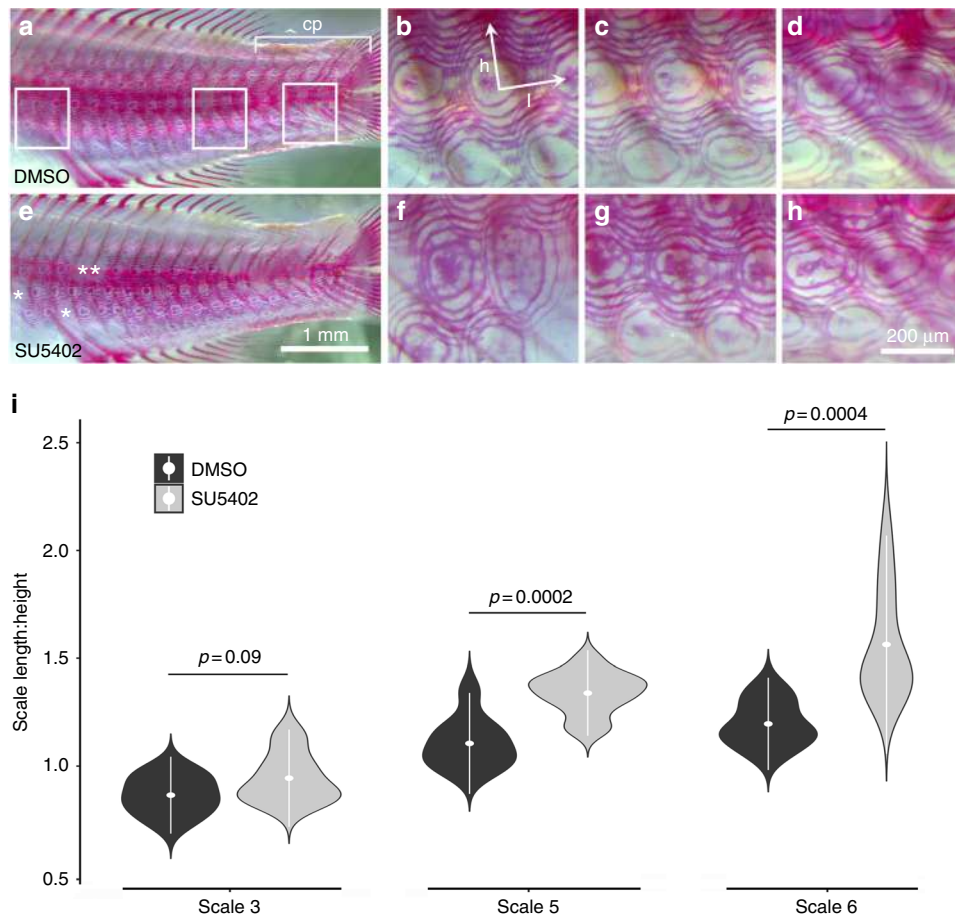 a
cp
b
h
l
c
d
DMSO
e
**
*
*
1 mm
SU5402
f
g
h
200 µm
i
p=0.0004
2.5
DMSO
SU5402
2.0
p=0.0002
Scale length:height
1.5
p=0.09
1.0
0.5
Scale 3
Scale 5
Scale 6